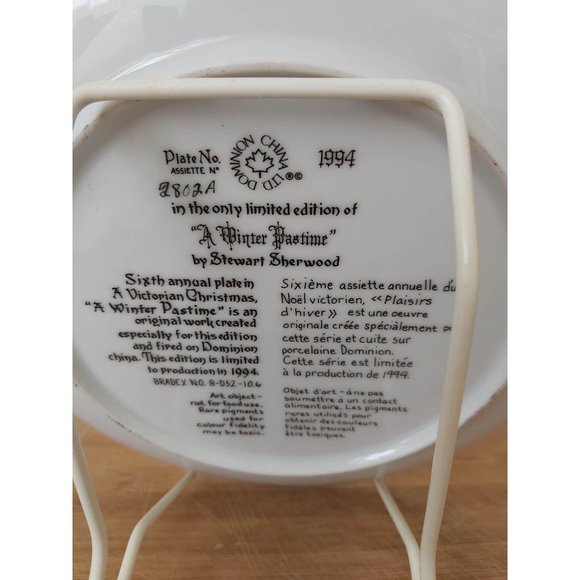 Plate No.
ASSIETTE Nº
2802A
DOMINION CHINA LTD
®©
1994
in the only limited edition of
"A Winter Pastime"
by Stewart Sherwood
Sixth annual plate in
A Victorian Christmas,
"A Winter Pastime" is an
original work created
especially for this edition
and fired on Dominion
china. This edition is limited
to production in 1994.
BRADEX NO. 8-D52-10.6
Art object-
not for food use.
Rare pigments
used for
colour fidelity
may be toxic.
Sixième assiette annuelle du
Noël victorien, «Plaisirs
d'hiver» est une oeuvre
originale créée spécialement
cette série et cuite sur
porcelaine Dominion.
Cette série est limitée
à la production de 1994.
Objet d'art-à ne pas
soumettre à un contact
alimentaire. Les pigments
rares utilisés pour
obtenir des couleurs
fidèles peuvent
être toxiques.